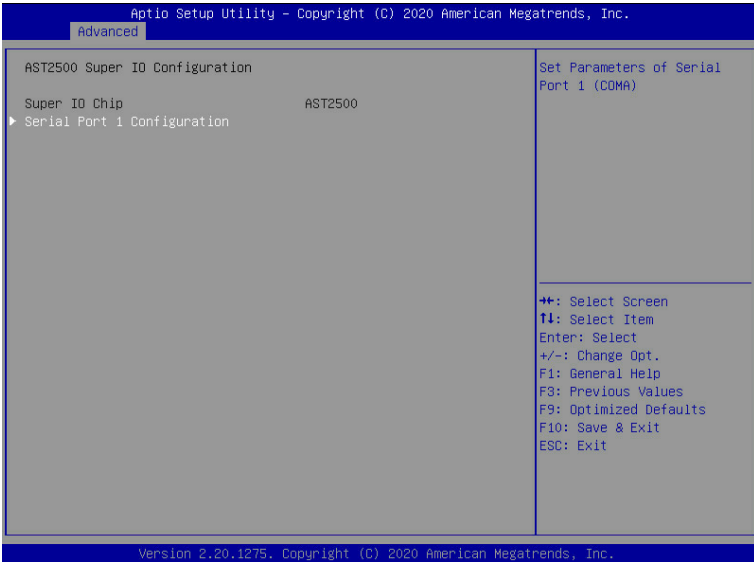 Aptio Setup Utility – Copyright (C) 2020 American Megatrends, Inc.
Advanced
AST2500 Super IO Configuration
Super IO Chip AST2500
Serial Port 1 Configuration
Set Parameters of Serial
Port 1 (COMA)
→←: Select Screen
↑↓: Select Item
Enter: Select
+/-: Change Opt.
F1: General Help
F3: Previous Values
F9: Optimized Defaults
F10: Save & Exit
ESC: Exit
Version 2.20.1275. Copyright (C) 2020 American Megatrends, Inc.